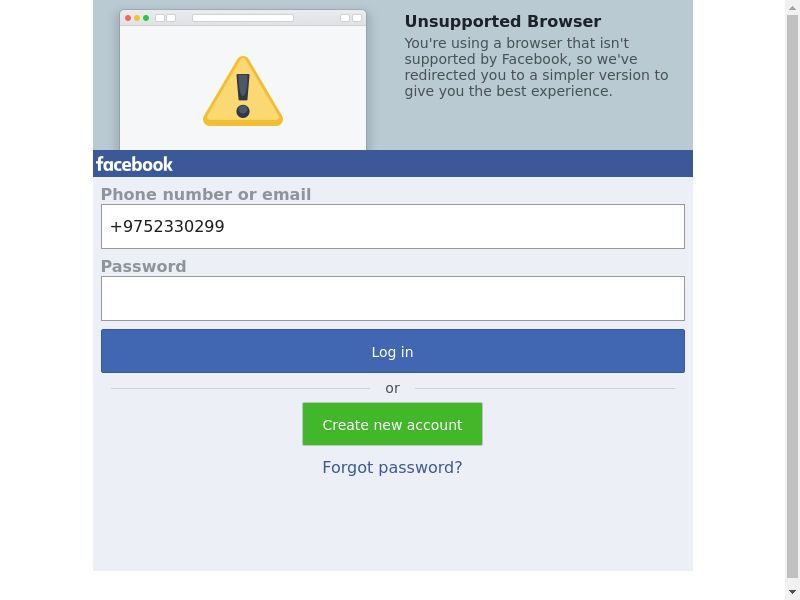 Unsupported Browser
You're using a browser that isn't
supported by Facebook, so we've
redirected you to a simpler version to
give you the best experience.
facebook
Phone number or email
+9752330299
Password
Log in
or
Create new account
Forgot password?